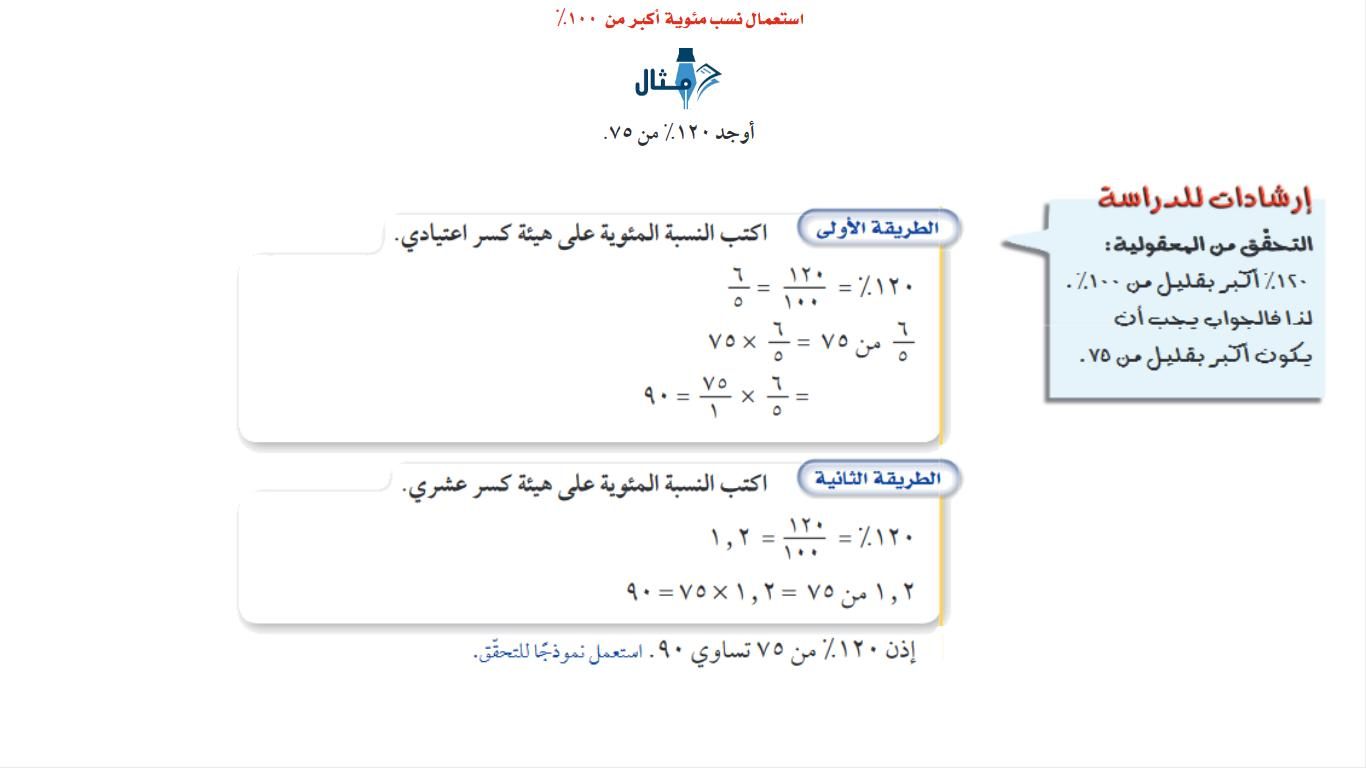 استعمال نسب مئوية أكبر من ١٠٠٪
مثال
أوجد ١٢٠٪ من ٧٥.
إرشادات للدراسة
التحقّق من المعقولية:
١٢٠٪ أكبر بقليل من ١٠٠٪.
لذا فالجواب يجب أن
يكون أكبر بقليل من ٧٥.
الطريقة الأولى اكتب النسبة المئوية على هيئة كسر اعتيادي.
١٢٠٪ = ١٢٠/١٠٠ = ٦/٥
٦/٥ من ٧٥ = ٦/٥ × ٧٥
= ٦/٥ × ٧٥/١ = ٩٠
الطريقة الثانية اكتب النسبة المئوية على هيئة كسر عشري.
١٢٠٪ = ١٢٠/١٠٠ = ١,٢
١,٢ من ٧٥ = ١,٢ × ٧٥ = ٩٠
إذن ١٢٠٪ من ٧٥ تساوي ٩٠. استعمل نموذجًا للتحقّق.